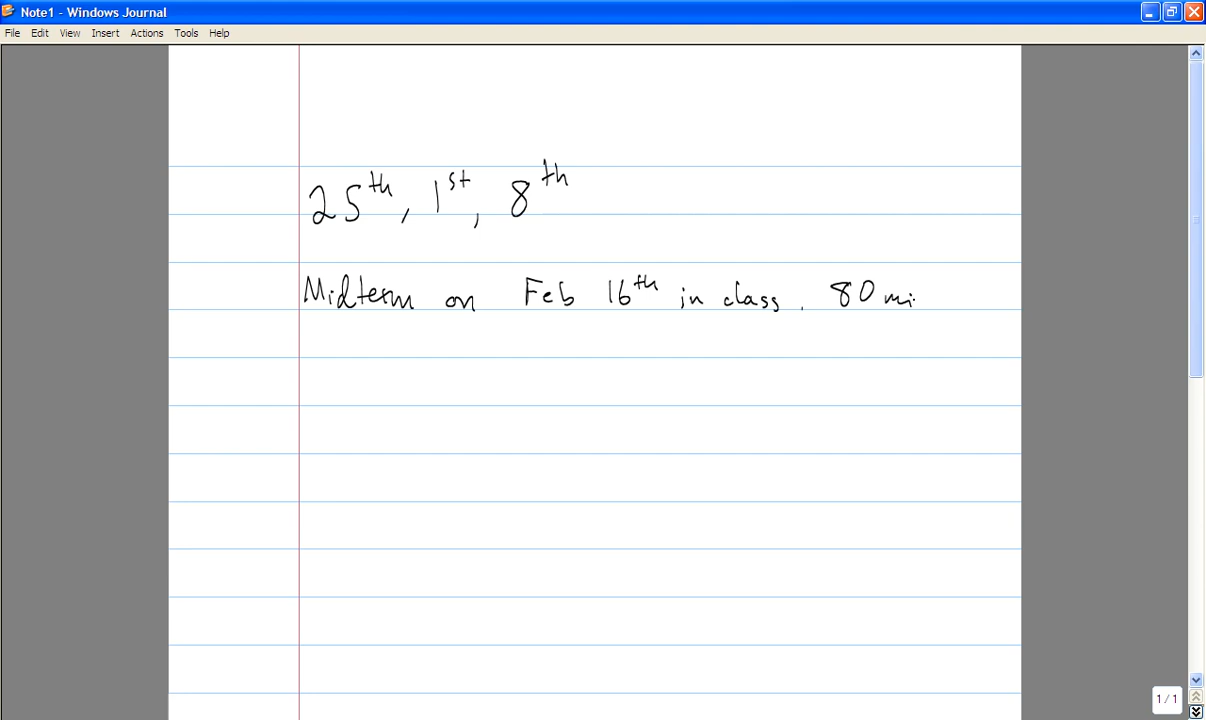 Note1 - Windows Journal
File Edit View Insert Actions Tools Help
25th, 1st, 8th
Midterm on Feb 16th in class. 80 mi
1 / 1